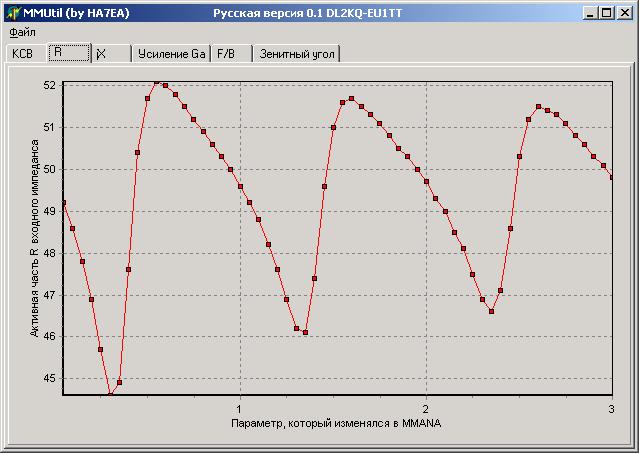 MMUtil (by HA7EA) Русская версия 0.1 DL2KQ-EU1TT
Файл
КСВ R jX Усиление Ga F/B Зенитный угол
Активная часть R входного импеданса
52
51
50
49
48
47
46
45
1 2 3
Параметр, который изменялся в MMANA